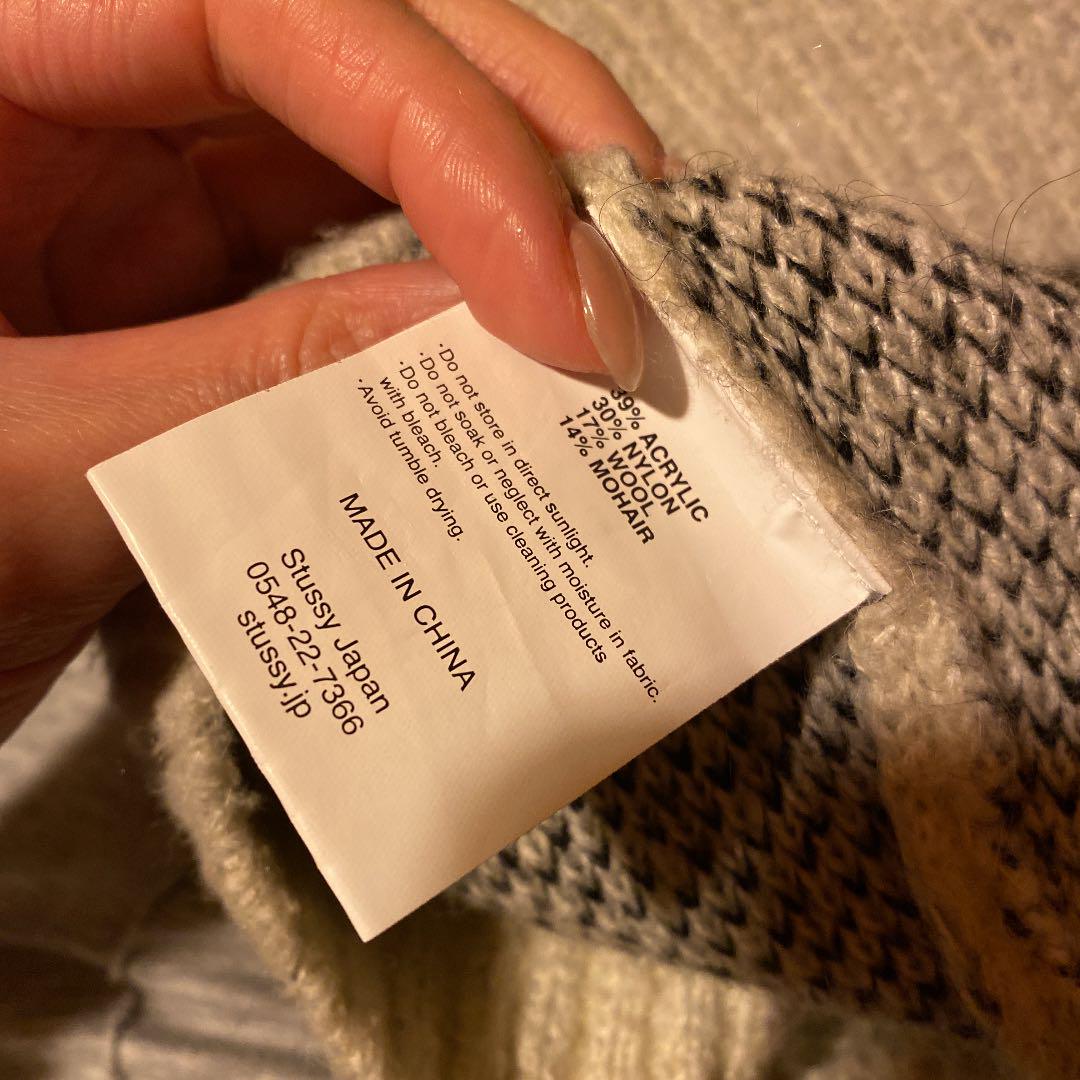 39% ACRYLIC
30% NYLON
17% WOOL
14% MOHAIR
·Do not store in direct sunlight.
·Do not soak or neglect with moisture in fabric.
·Do not bleach or use cleaning products
with bleach.
·Avoid tumble drying.
MADE IN CHINA
Stussy Japan
0548-22-7366
stussy.jp